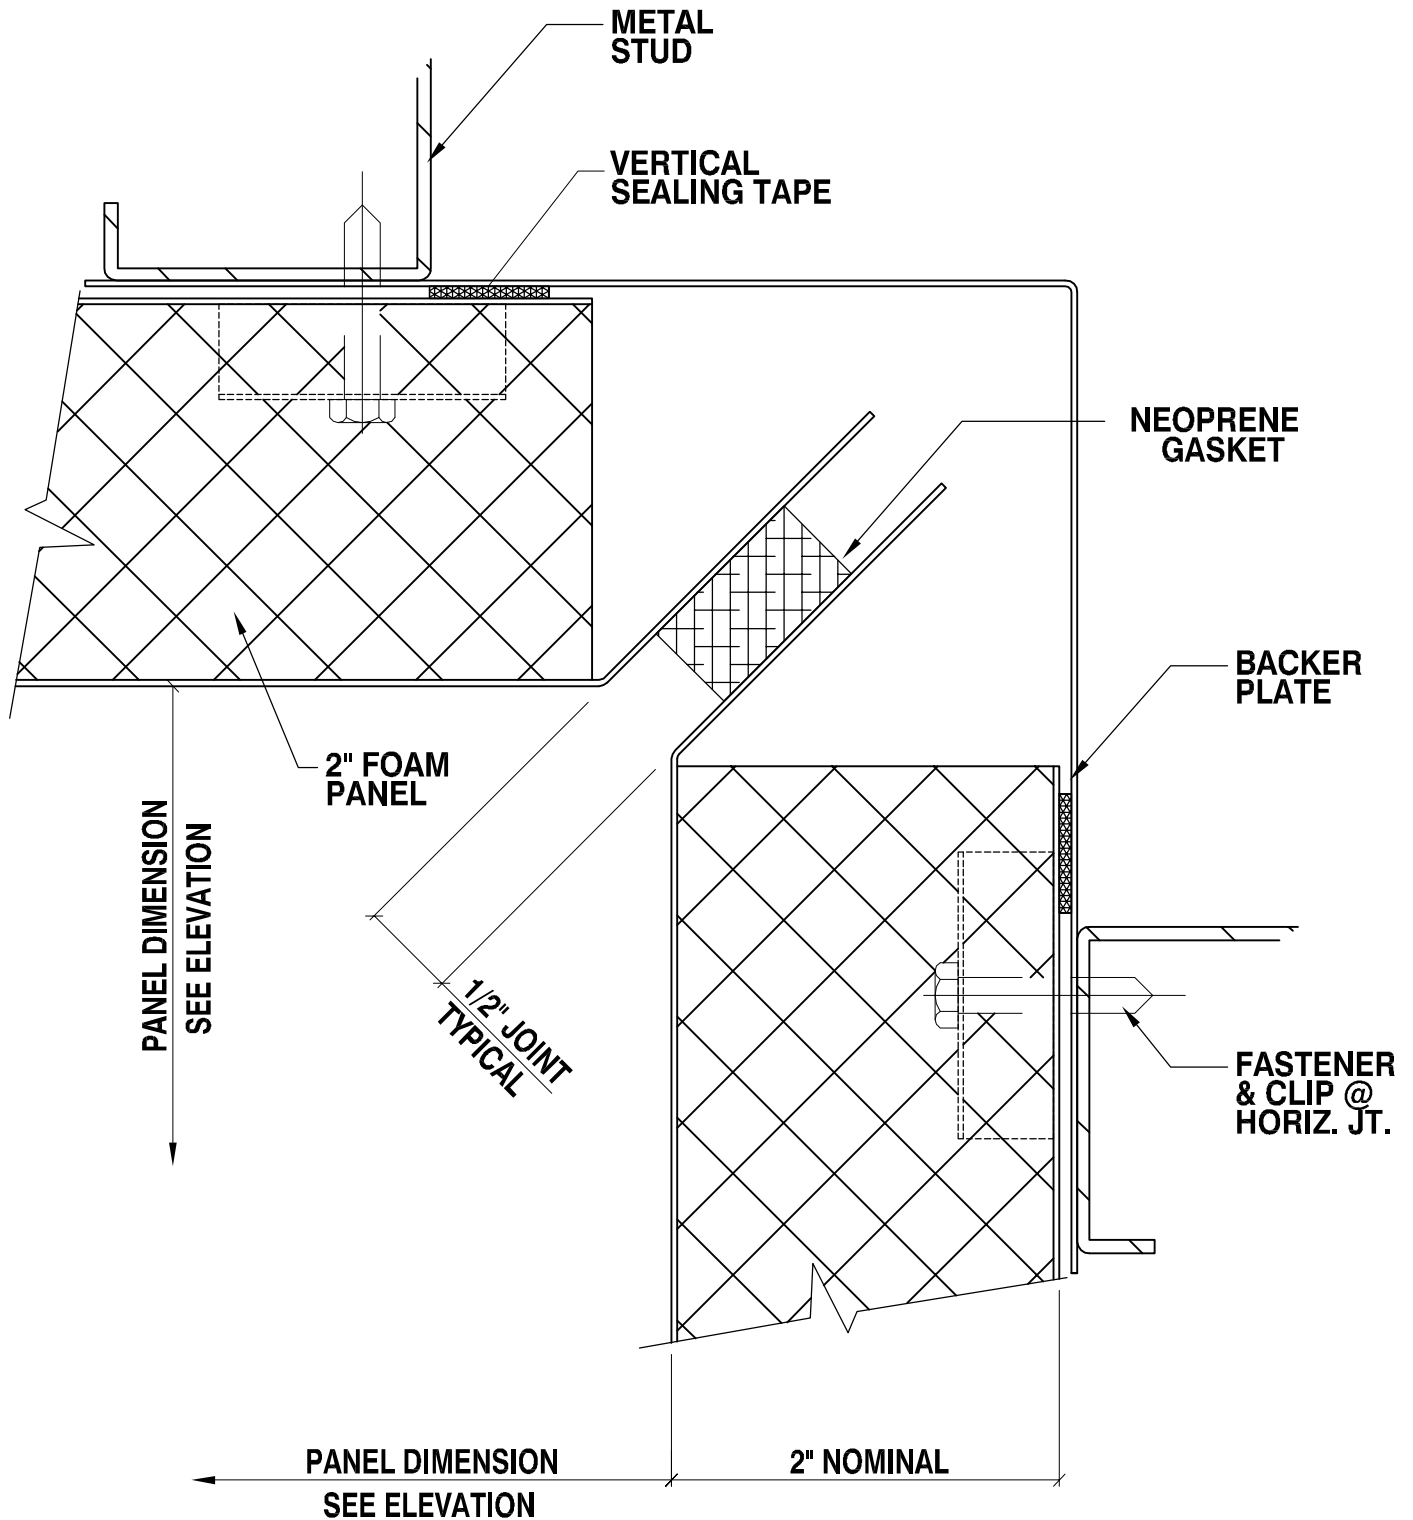 METAL
STUD
VERTICAL
SEALING TAPE
NEOPRENE
GASKET
BACKER
PLATE
2" FOAM
PANEL
PANEL DIMENSION
SEE ELEVATION
1/2" JOINT
TYPICAL
FASTENER
& CLIP @
HORIZ. JT.
PANEL DIMENSION
SEE ELEVATION
2" NOMINAL